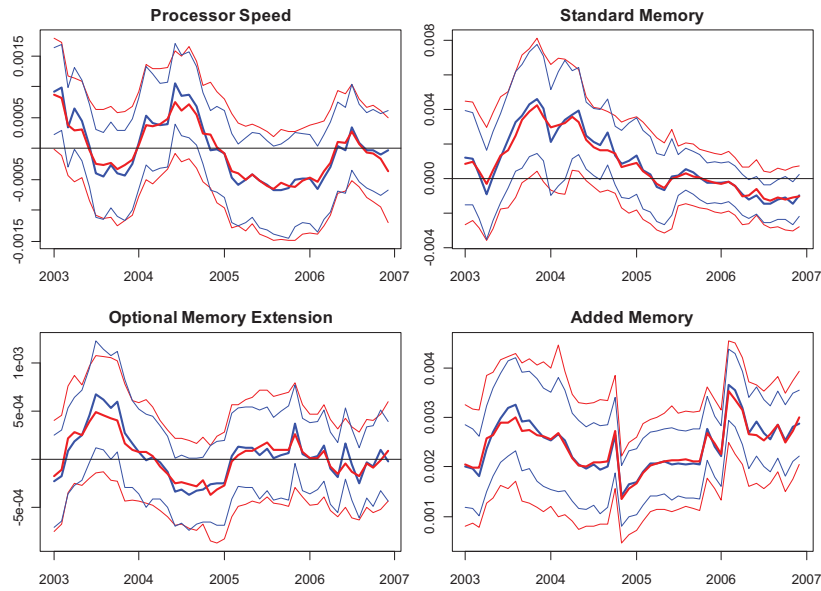 Processor Speed
0.0015
0.0005
-0.0005
-0.0015
2003 2004 2005 2006 2007
Standard Memory
0.008
0.004
0.000
-0.004
2003 2004 2005 2006 2007
Optional Memory Extension
1e-03
5e-04
-5e-04
2003 2004 2005 2006 2007
Added Memory
0.004
0.003
0.002
0.001
2003 2004 2005 2006 2007